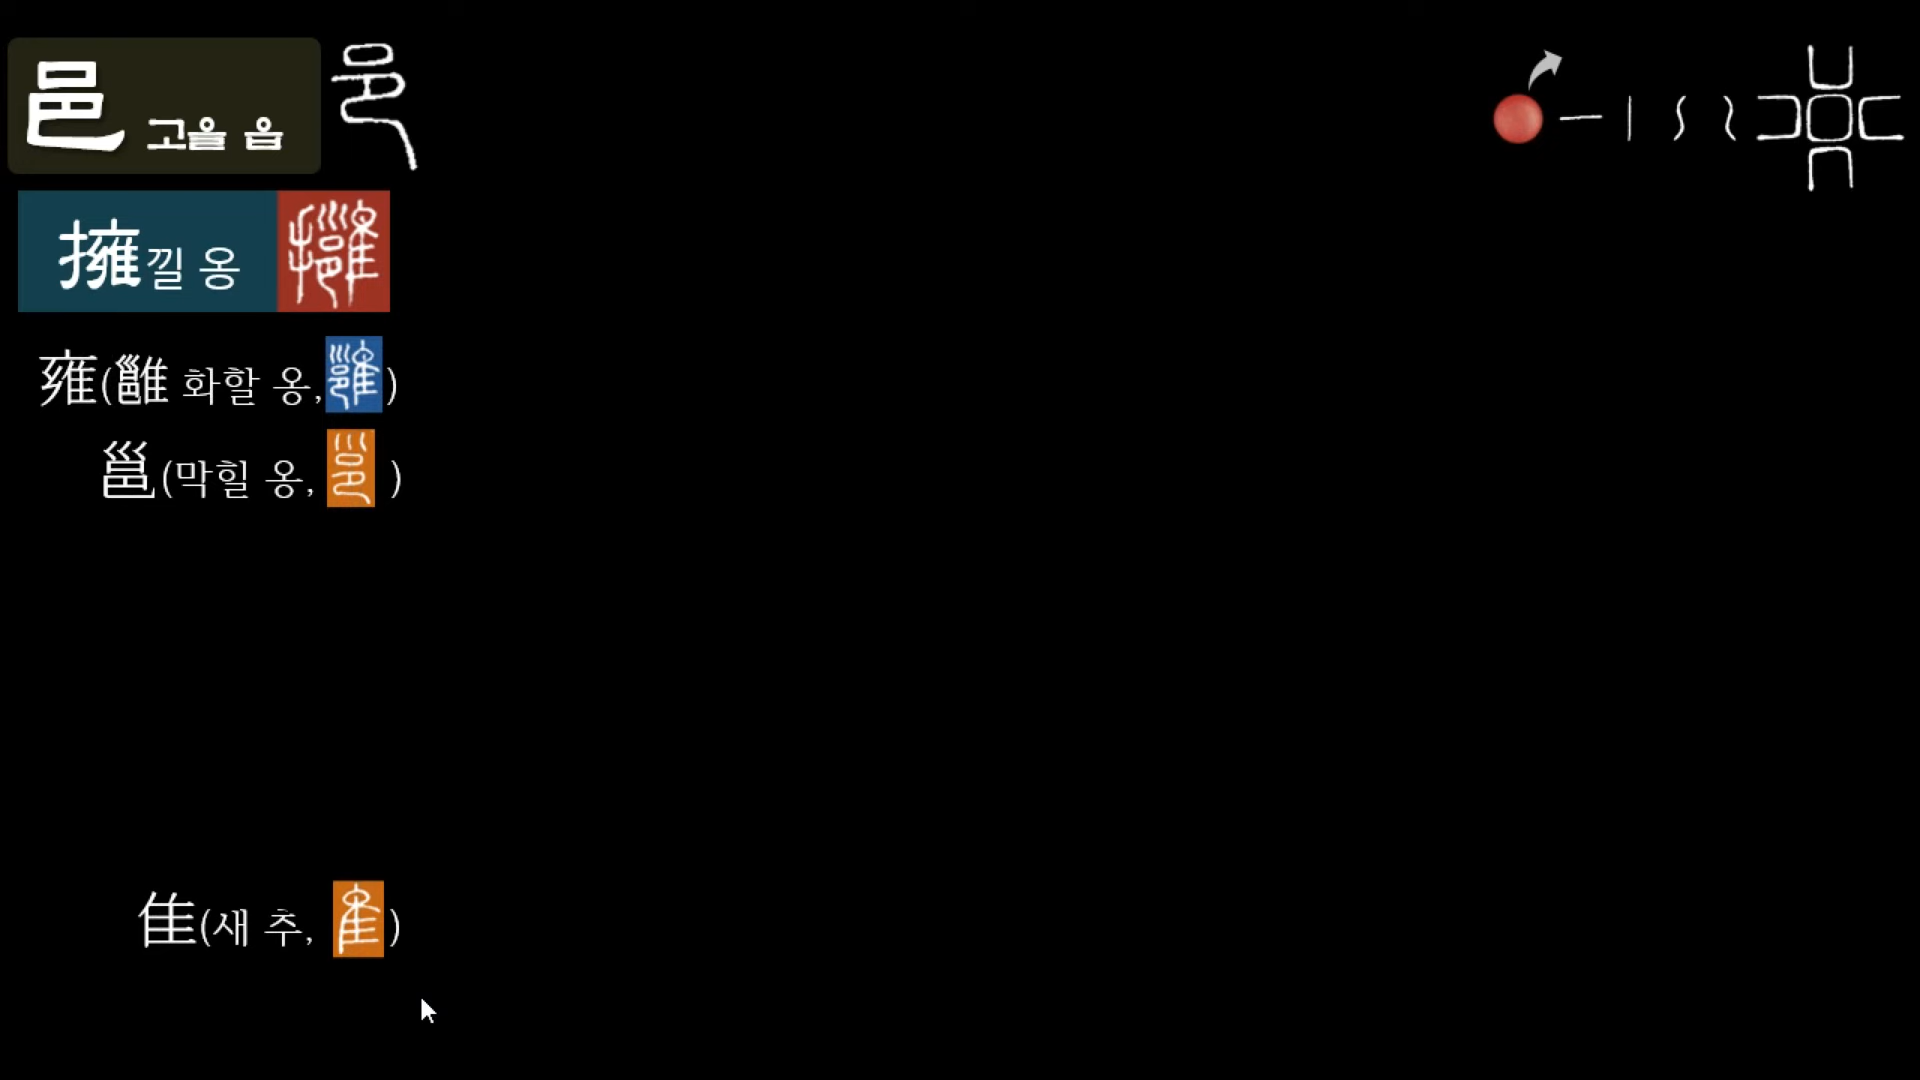 邑 고을 읍
擁 낄 옹
雍(雝 화할 옹, )
邕(막힐 옹, )
隹(새 추, )